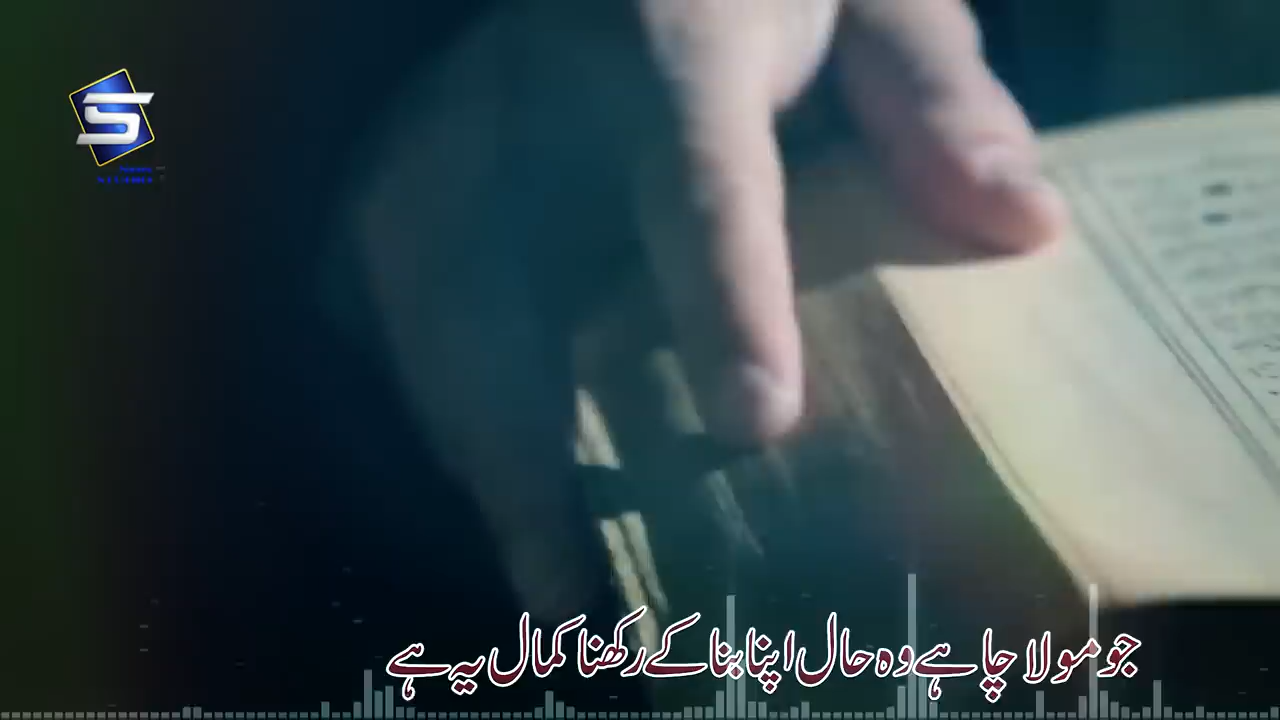 S
جو مولا چاہے وہ حال اپنا بنا کے رکھنا کمال یہ ہے